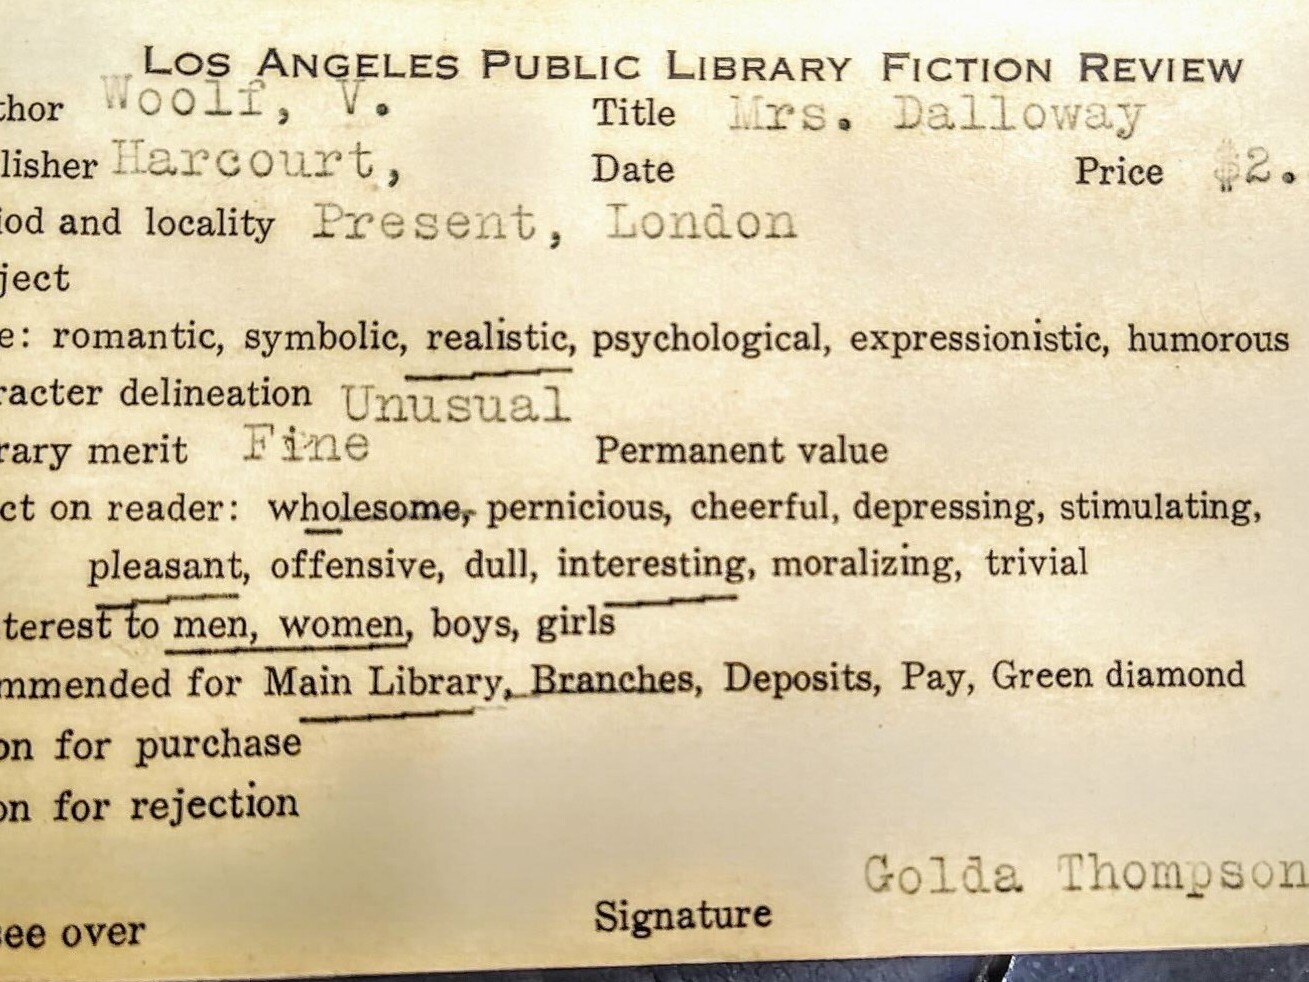 LOS ANGELES PUBLIC LIBRARY FICTION REVIEW
thor Woolf, V. Title Mrs. Dalloway
lisher Harcourt, Date Price $2.
iod and locality Present, London
ject
e: romantic, symbolic, realistic, psychological, expressionistic, humorous
racter delineation Unusual
rary merit Fine Permanent value
ct on reader: wholesome, pernicious, cheerful, depressing, stimulating,
pleasant, offensive, dull, interesting, moralizing, trivial
terest to men, women, boys, girls
mmended for Main Library, Branches, Deposits, Pay, Green diamond
on for purchase
on for rejection
Golda Thompson
see over Signature